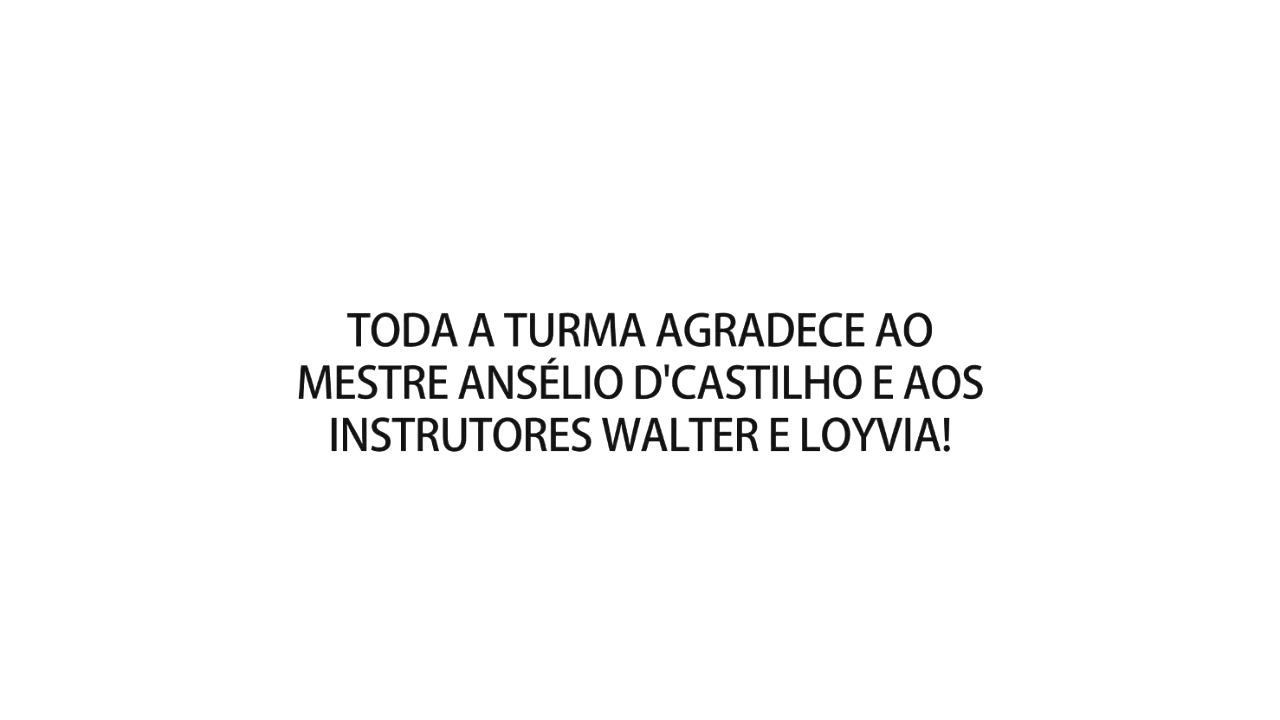 TODA A TURMA AGRADECE AO
MESTRE ANSÉLIO D'CASTILHO E AOS
INSTRUTORES WALTER E LOYVIA!